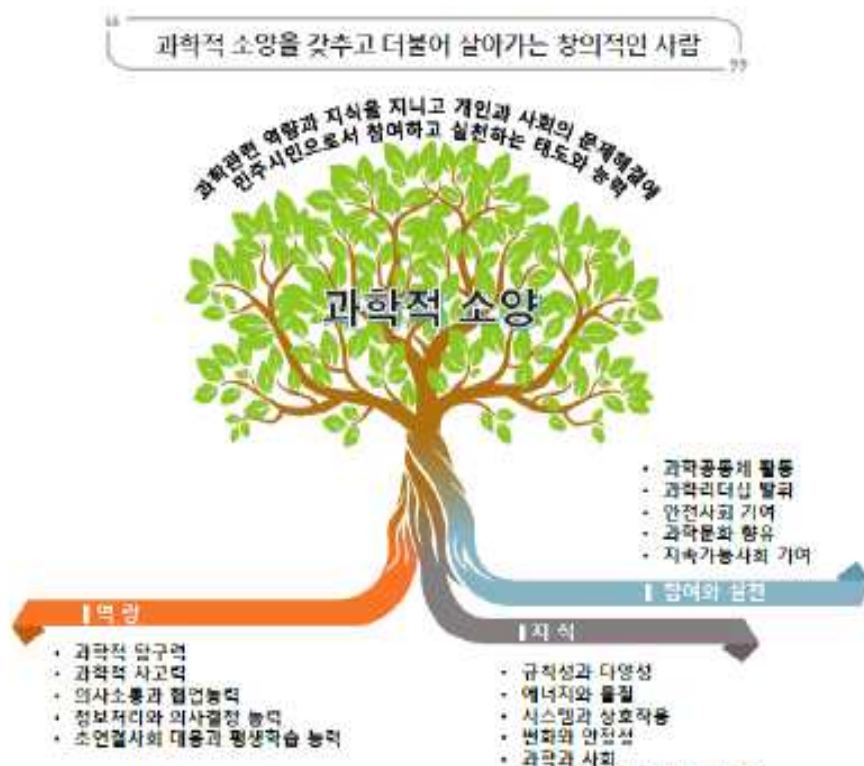 과학적 소양을 갖추고 더불어 살아가는 창의적인 사람
과학관련 역량과 지식을 지니고 개인과 사회의 문제해결에
민주시민으로서 참여하고 실천하는 태도와 능력
과학적 소양
• 과학공동체 활동
• 과학리더십 발휘
• 안전사회 기여
• 과학문화 향유
• 지속가능사회 기여
참여와 실천
역량
지식
• 과학적 탐구력
• 과학적 사고력
• 의사소통과 협업능력
• 정보처리와 의사결정 능력
• 초연결사회 대응과 평생학습 능력
• 규칙성과 다양성
• 에너지와 물질
• 시스템과 상호작용
• 변화와 안정성
• 과학과 사회